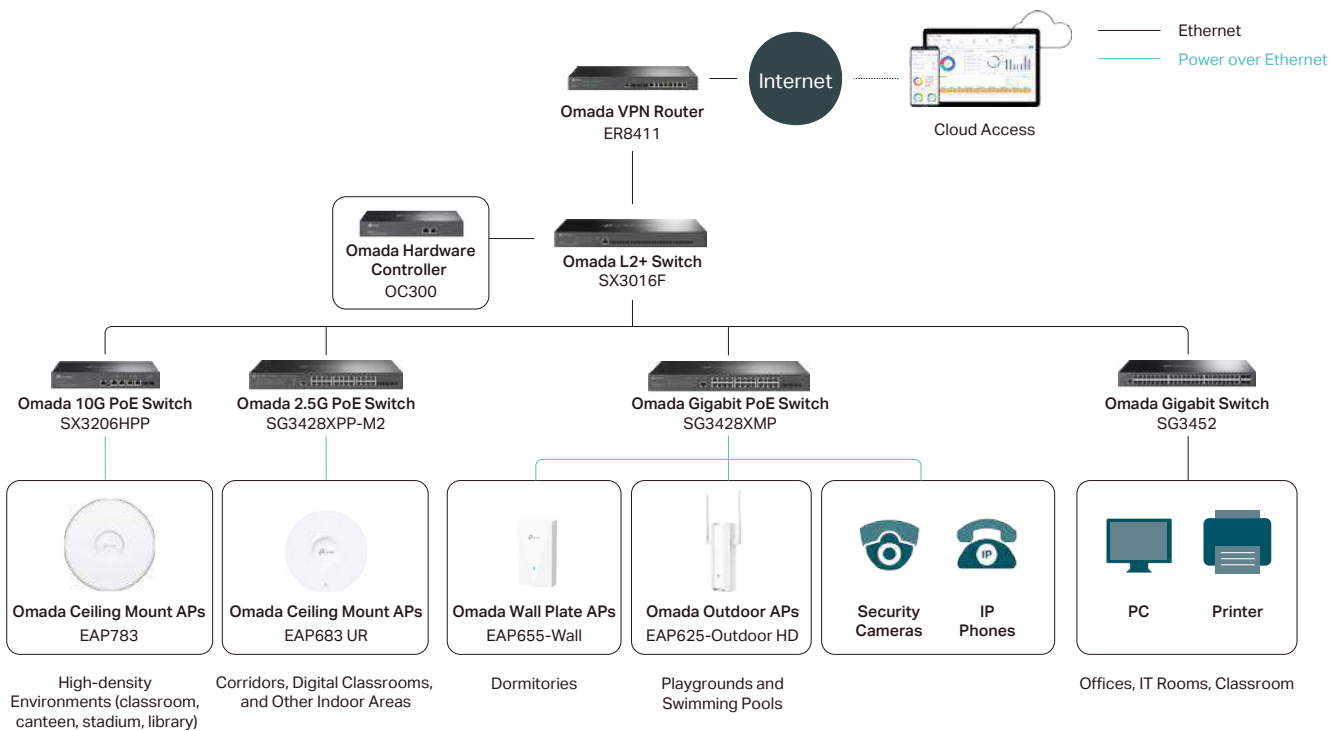 Ethernet
Power over Ethernet
Internet
Cloud Access
Omada VPN Router
ER8411
Omada Hardware
Controller
OC300
Omada L2+ Switch
SX3016F
Omada 10G PoE Switch
SX3206HPP
Omada 2.5G PoE Switch
SG3428XPP-M2
Omada Gigabit PoE Switch
SG3428XMP
Omada Gigabit Switch
SG3452
Omada Ceiling Mount APs
EAP783
Omada Ceiling Mount APs
EAP683 UR
Omada Wall Plate APs
EAP655-Wall
Omada Outdoor APs
EAP625-Outdoor HD
Security
Cameras
IP
IP
Phones
PC
Printer
High-density
Environments (classroom,
canteen, stadium, library)
Corridors, Digital Classrooms,
and Other Indoor Areas
Dormitories
Playgrounds and
Swimming Pools
Offices, IT Rooms, Classroom